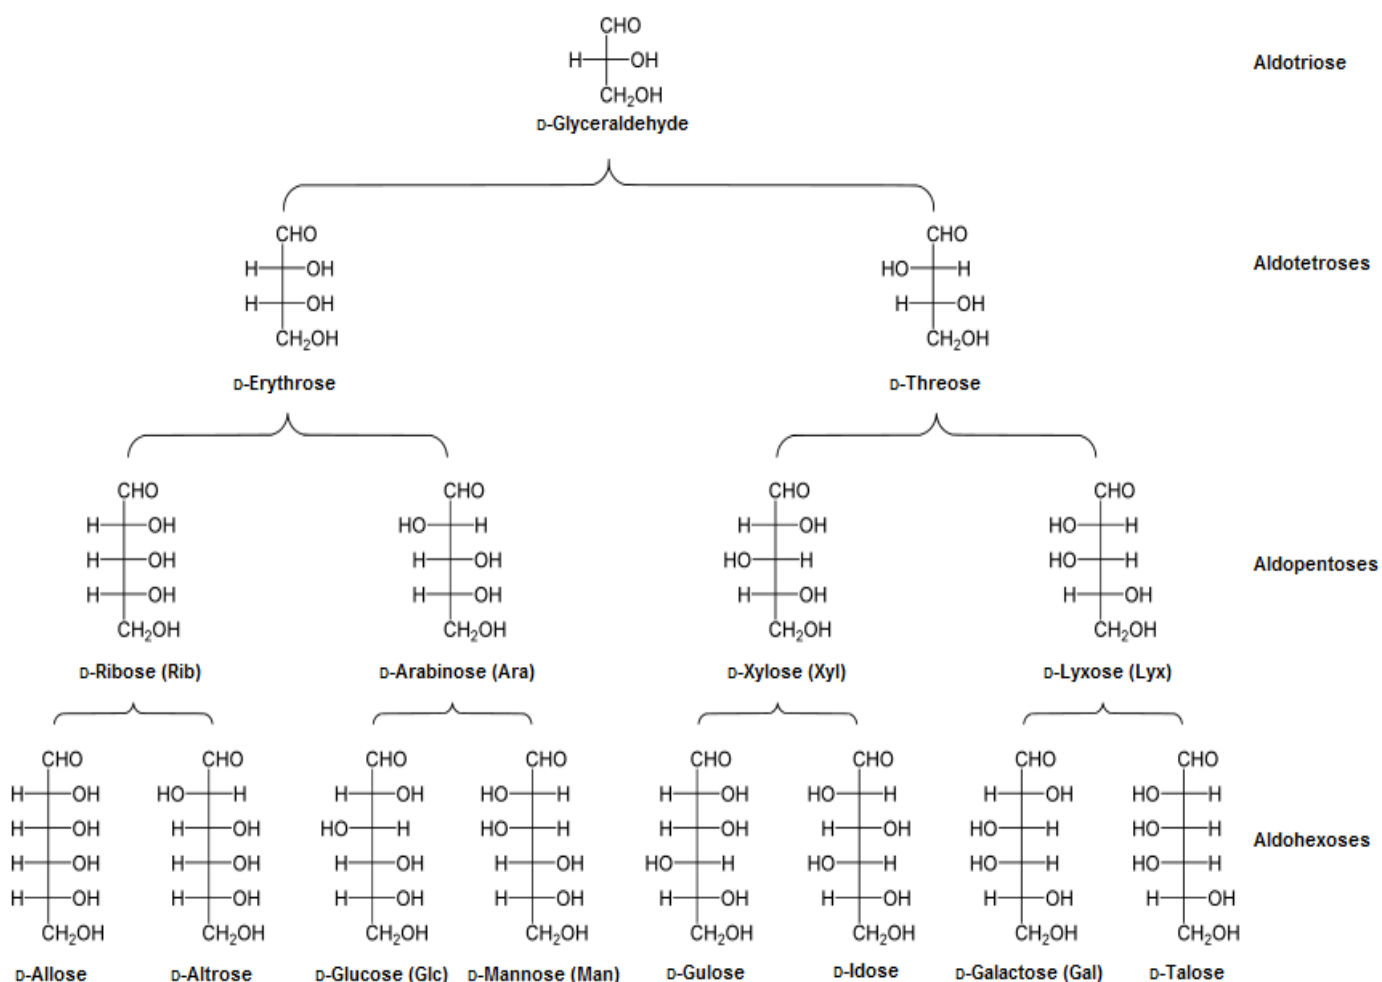 CHO
H OH
CH₂OH
D-Glyceraldehyde
Aldotriose
CHO CHO
H OH HO H
H OH H OH
CH₂OH CH₂OH
D-Erythrose D-Threose
Aldotetroses
CHO CHO CHO CHO
H OH HO H H OH HO H
H OH H OH HO H HO H
H OH H OH H OH H OH
CH₂OH CH₂OH CH₂OH CH₂OH
D-Ribose (Rib) D-Arabinose (Ara) D-Xylose (Xyl) D-Lyxose (Lyx)
Aldopentoses
CHO CHO CHO CHO CHO CHO CHO CHO
H OH HO H H OH HO H H OH HO H H OH HO H
H OH H OH HO H HO H H OH H OH HO H HO H
H OH H OH H OH H OH HO H HO H HO H HO H
H OH H OH H OH H OH H OH H OH H OH H OH
CH₂OH CH₂OH CH₂OH CH₂OH CH₂OH CH₂OH CH₂OH CH₂OH
D-Allose D-Altrose D-Glucose (Glc) D-Mannose (Man) D-Gulose D-Idose D-Galactose (Gal) D-Talose
Aldohexoses